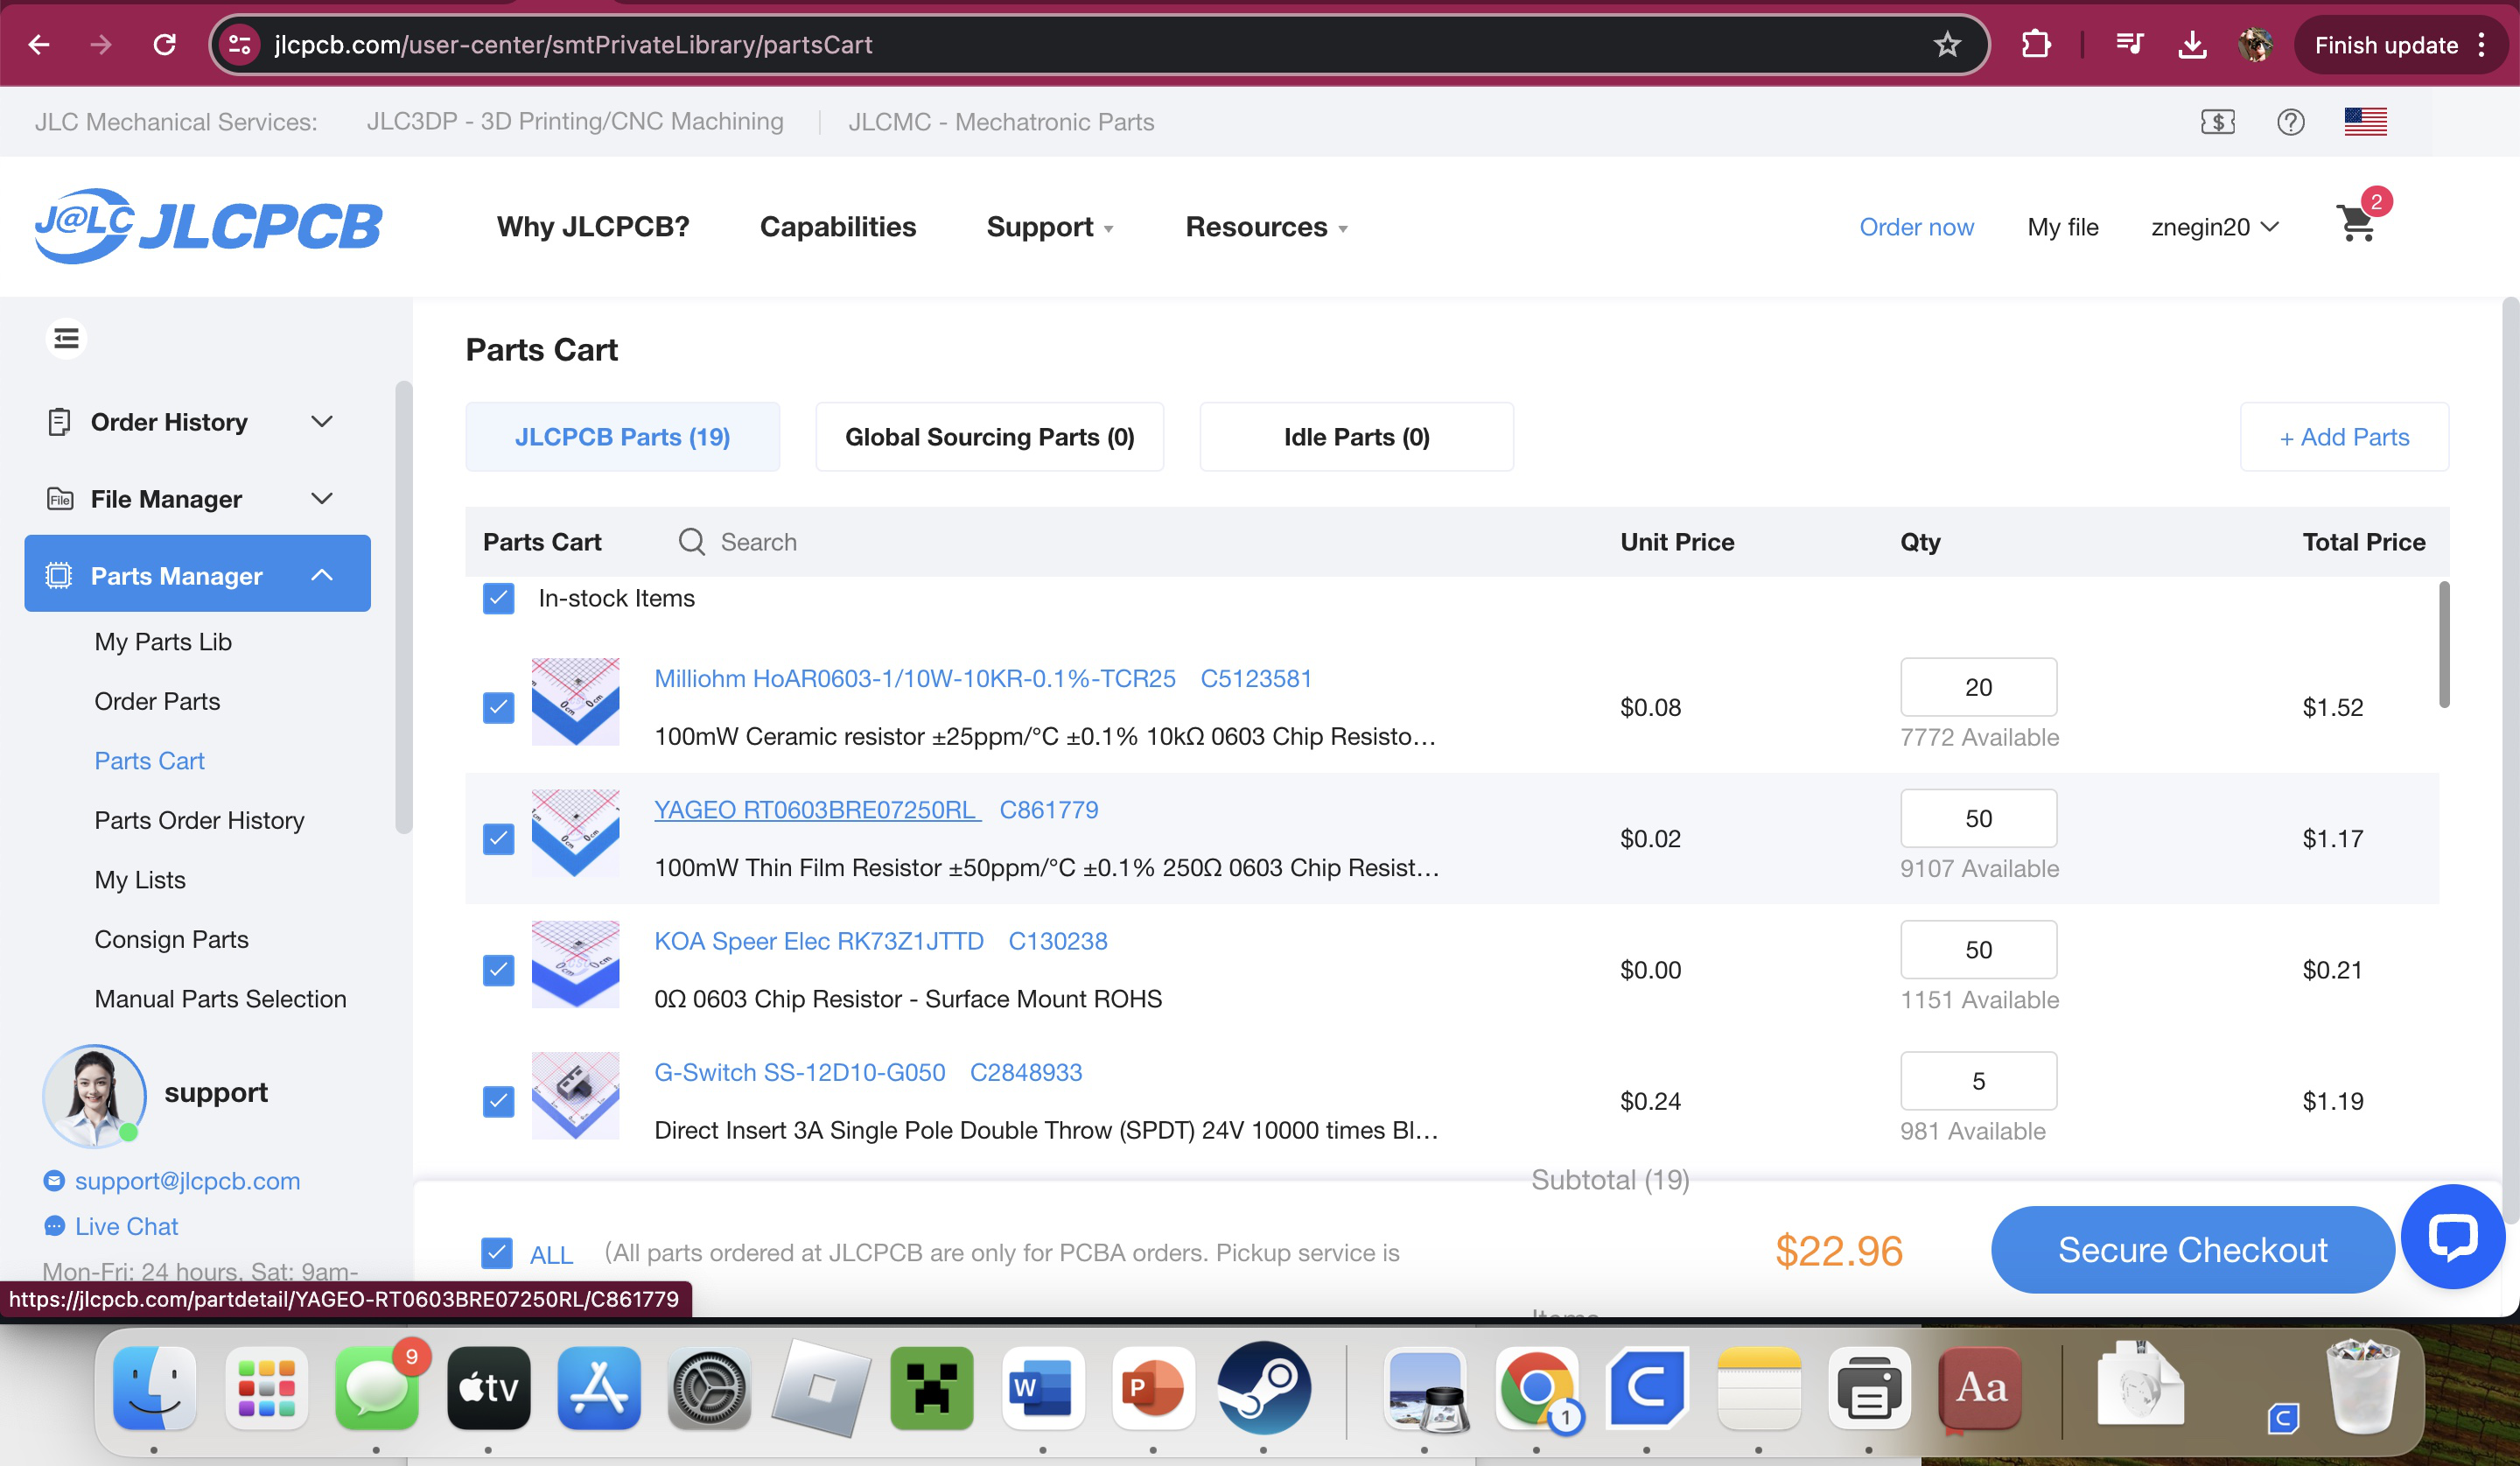 jlcpcb.com/user-center/smtPrivateLibrary/partsCart
Finish update
JLC Mechanical Services:
JLC3DP - 3D Printing/CNC Machining
JLCMC - Mechatronic Parts
J@LC JLCPCB
Why JLCPCB?
Capabilities
Support
Resources
Order now
My file
znegin20
2
Order History
File
File Manager
Parts Manager
My Parts Lib
Order Parts
Parts Cart
Parts Order History
My Lists
Consign Parts
Manual Parts Selection
support
support@jlcpcb.com
Live Chat
Mon-Fri: 24 hours, Sat: 9am-
Parts Cart
JLCPCB Parts (19)
Global Sourcing Parts (0)
Idle Parts (0)
+ Add Parts
Parts Cart
Search
Unit Price
Qty
Total Price
In-stock Items
Milliohm HoAR0603-1/10W-10KR-0.1%-TCR25 C5123581
100mW Ceramic resistor ±25ppm/°C ±0.1% 10kΩ 0603 Chip Resisto...
$0.08
20
7772 Available
$1.52
YAGEO RT0603BRE07250RL C861779
100mW Thin Film Resistor ±50ppm/°C ±0.1% 250Ω 0603 Chip Resist...
$0.02
50
9107 Available
$1.17
KOA Speer Elec RK73Z1JTTD C130238
0Ω 0603 Chip Resistor - Surface Mount ROHS
$0.00
50
1151 Available
$0.21
G-Switch SS-12D10-G050 C2848933
Direct Insert 3A Single Pole Double Throw (SPDT) 24V 10000 times Bl...
$0.24
5
981 Available
$1.19
Subtotal (19)
ALL
(All parts ordered at JLCPCB are only for PCBA orders. Pickup service is
$22.96
Secure Checkout
Items
https://jlcpcb.com/partdetail/YAGEO-RT0603BRE07250RL/C861779
9
tv
W
P
1
Aa